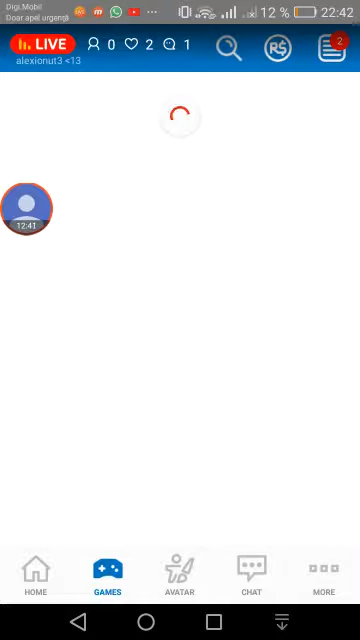 Digi.Mobil
Doar apel urgență
12 % 22:42
LIVE 0 2 1
R$ 2
alexionut3 <13
12:41
HOME GAMES AVATAR CHAT MORE